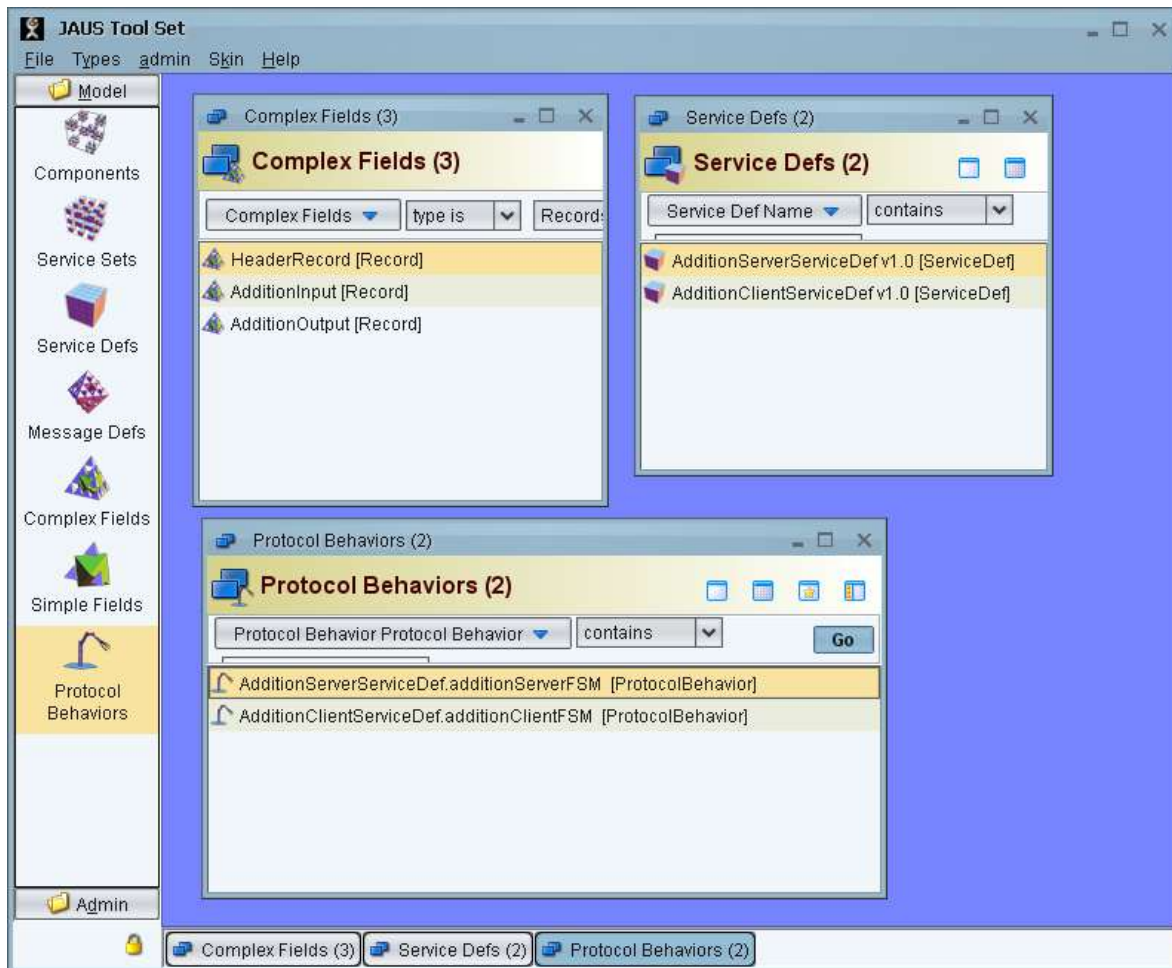 JAUS Tool Set
File Types admin Skin Help
Model
Components
Service Sets
Service Defs
Message Defs
Complex Fields
Simple Fields
Protocol
Behaviors
Admin
Complex Fields (3)
Complex Fields (3)
Complex Fields type is Record
HeaderRecord [Record]
AdditionInput [Record]
AdditionOutput [Record]
Service Defs (2)
Service Defs (2)
Service Def Name contains
AdditionServerServiceDef v1.0 [ServiceDef]
AdditionClientServiceDef v1.0 [ServiceDef]
Protocol Behaviors (2)
Protocol Behaviors (2)
Protocol Behavior Protocol Behavior contains Go
AdditionServerServiceDef.additionServerFSM [ProtocolBehavior]
AdditionClientServiceDef.additionClientFSM [ProtocolBehavior]
Complex Fields (3) Service Defs (2) Protocol Behaviors (2)